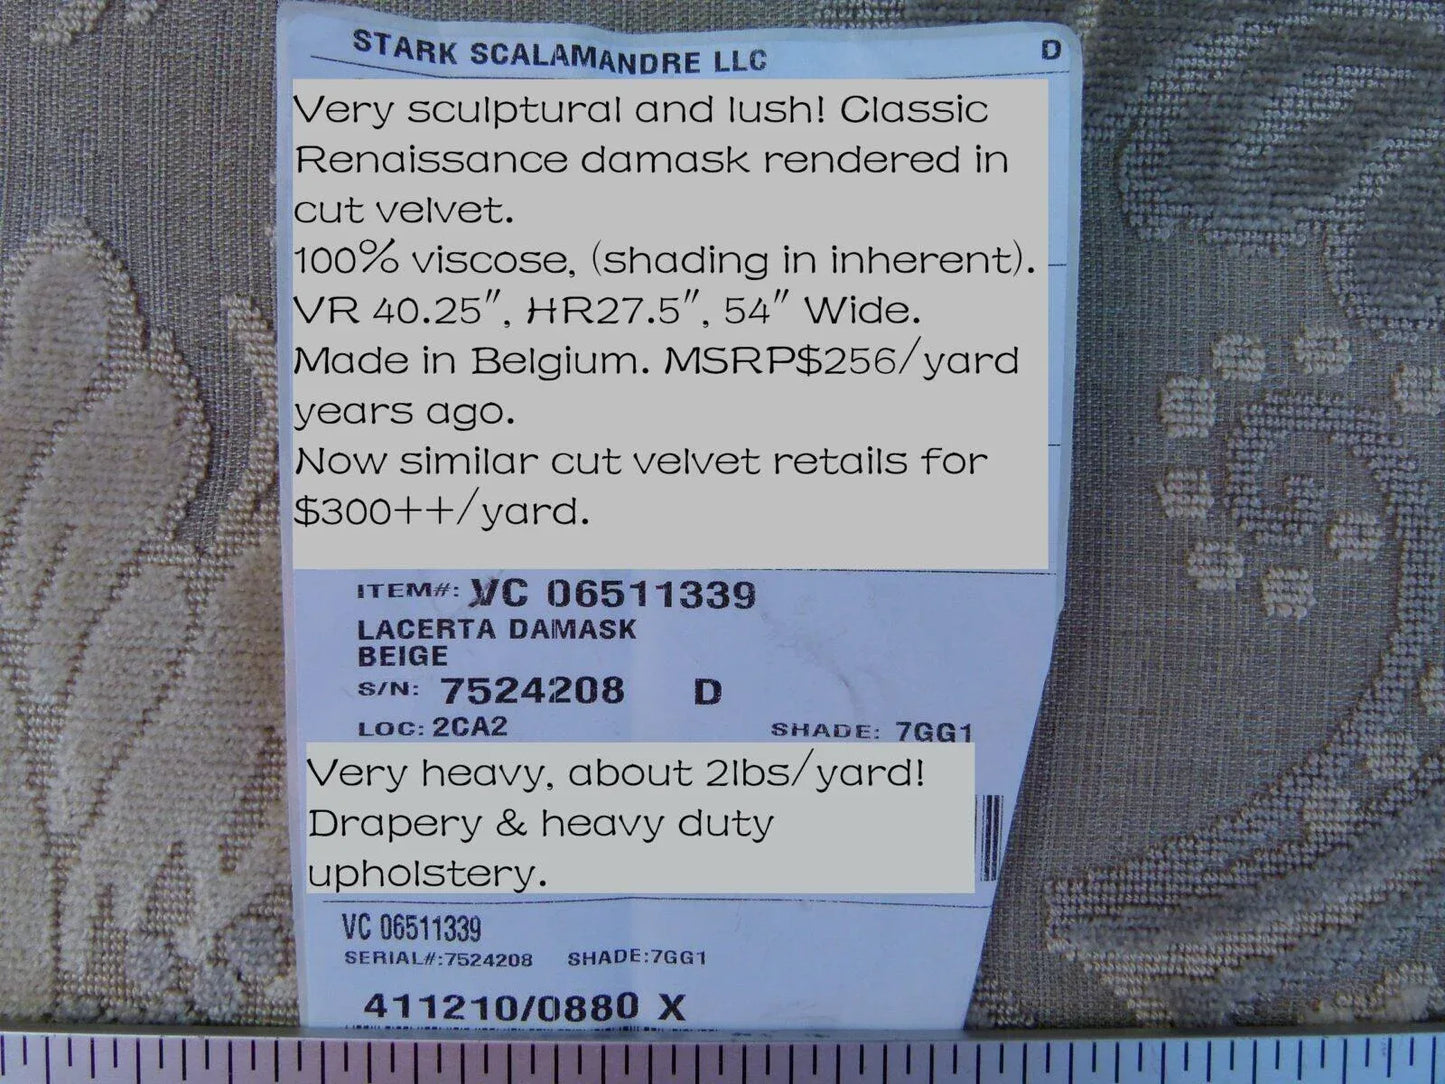 STARK SCALAMANDRE LLC D
Very sculptural and lush! Classic
Renaissance damask rendered in
cut velvet.
100% viscose, (shading in inherent).
VR 40.25", HR27.5", 54" Wide.
Made in Belgium. MSRP$256/yard
years ago.
Now similar cut velvet retails for
$300++/yard.
ITEM#: VC 06511339
LACERTA DAMASK
BEIGE
S/N: 7524208 D
LOC: 2CA2 SHADE: 7GG1
Very heavy, about 2lbs/yard!
Drapery & heavy duty
upholstery.
VC 06511339
SERIAL#:7524208 SHADE:7GG1
411210/0880 X